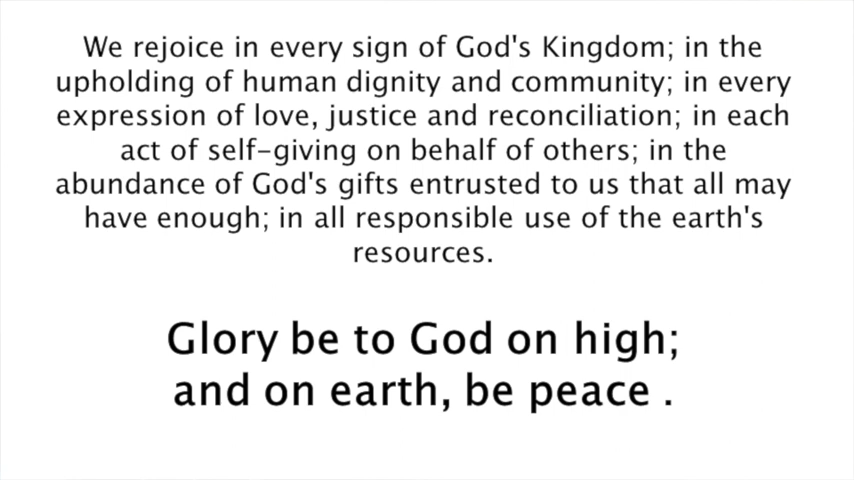 We rejoice in every sign of God's Kingdom; in the
upholding of human dignity and community; in every
expression of love, justice and reconciliation; in each
act of self-giving on behalf of others; in the
abundance of God's gifts entrusted to us that all may
have enough; in all responsible use of the earth's
resources.
Glory be to God on high;
and on earth, be peace .